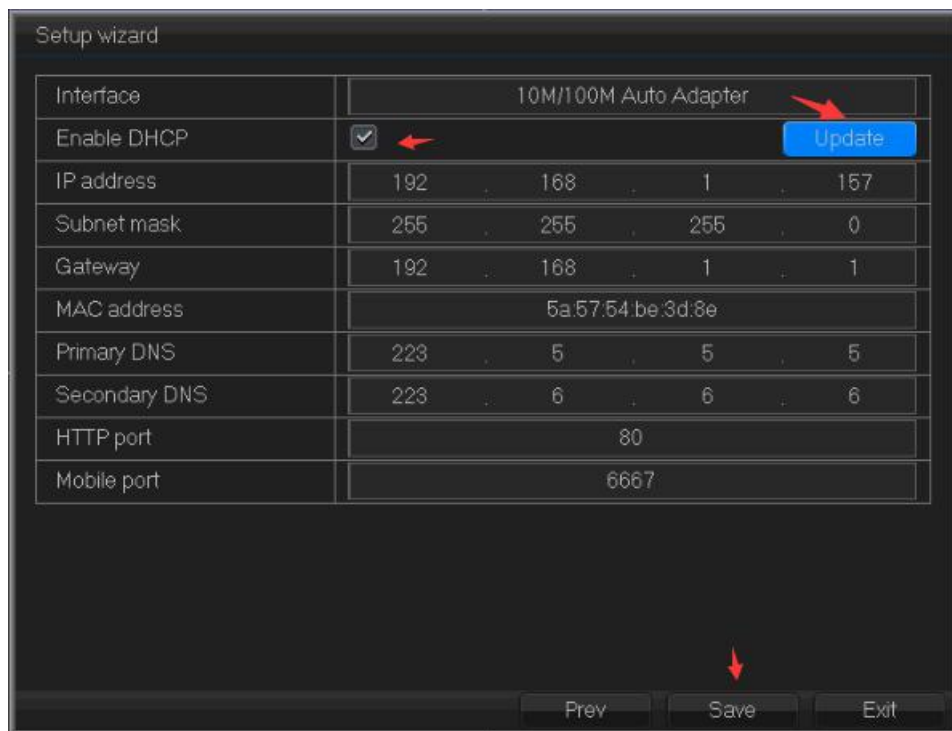 Setup wizard
Interface 10M/100M Auto Adapter
Enable DHCP Update
IP address 192 . 168 . 1 . 157
Subnet mask 255 . 255 . 255 . 0
Gateway 192 . 168 . 1 . 1
MAC address 5a:57:54:be:3d:8e
Primary DNS 223 . 5 . 5 . 5
Secondary DNS 223 . 6 . 6 . 6
HTTP port 80
Mobile port 6667
Prev Save Exit